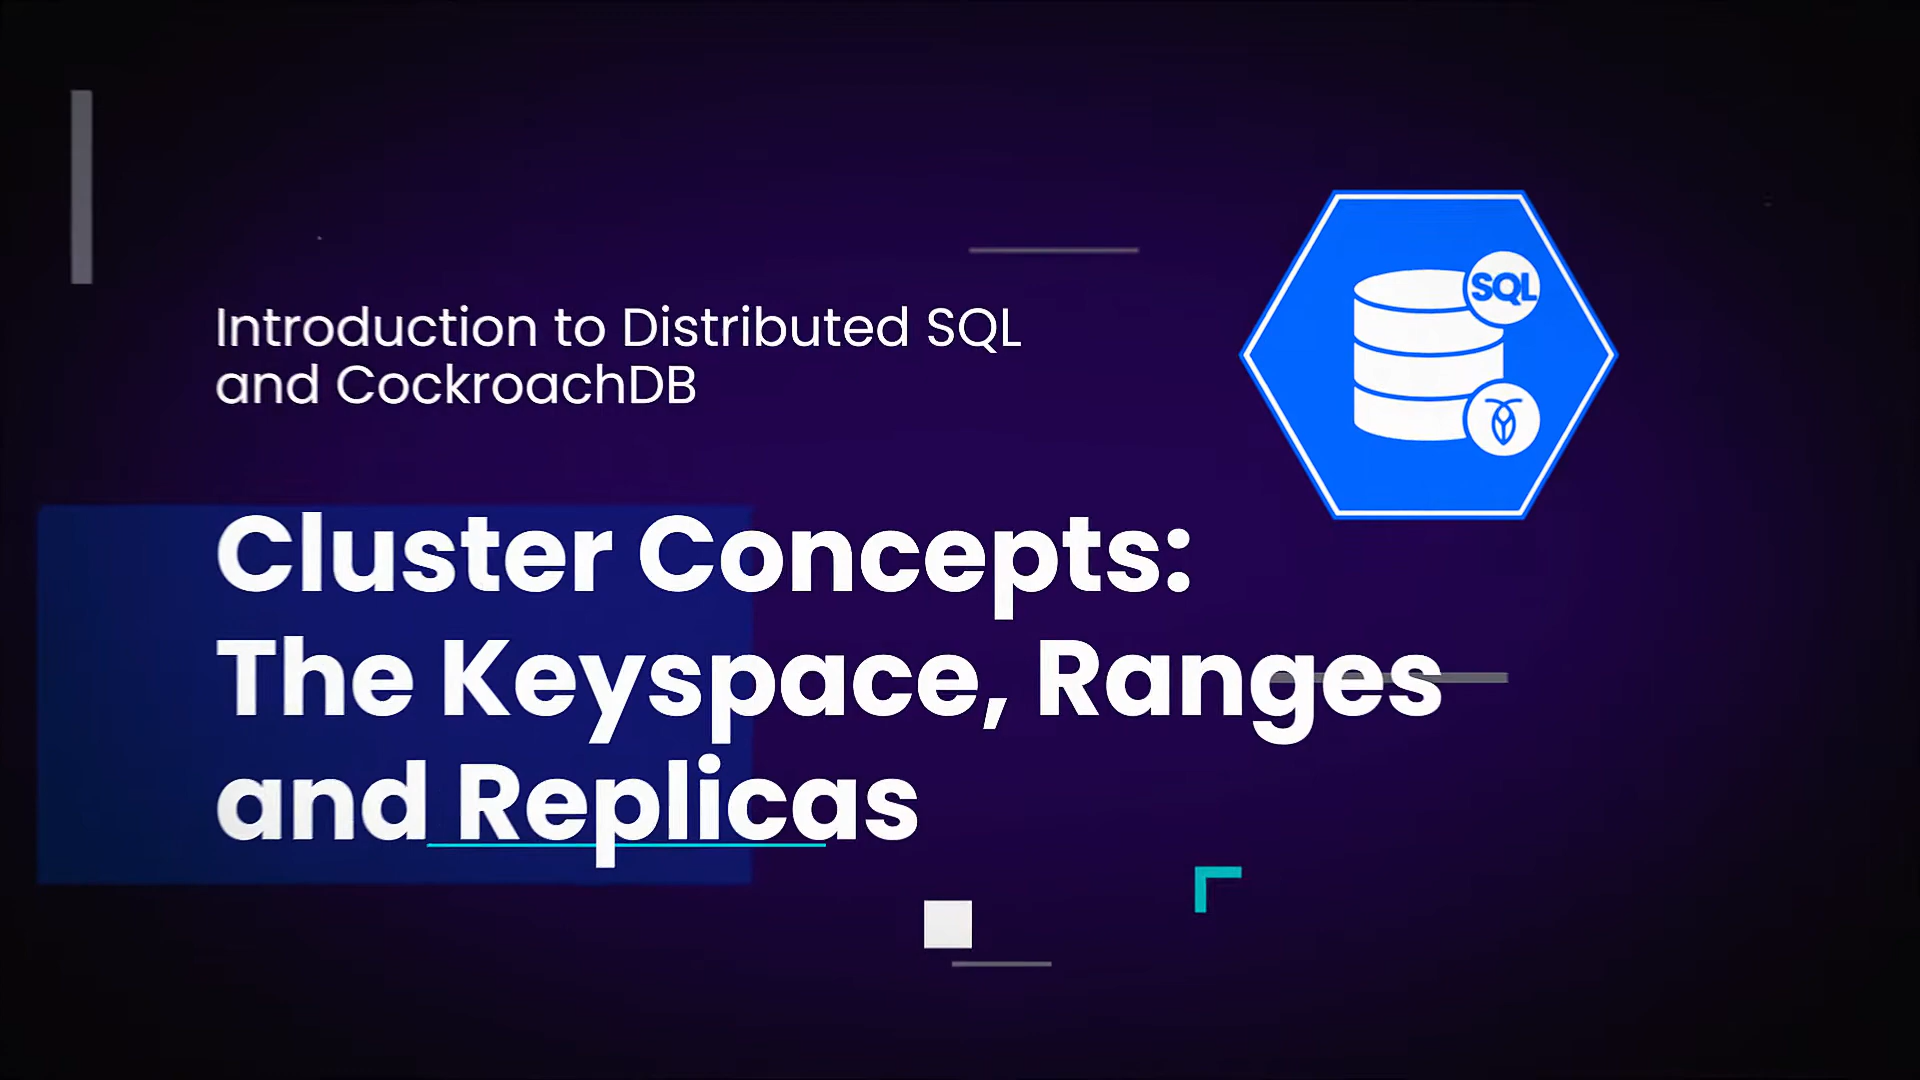 Introduction to Distributed SQL
and CockroachDB
SQL
Cluster Concepts:
The Keyspace, Ranges
and Replicas